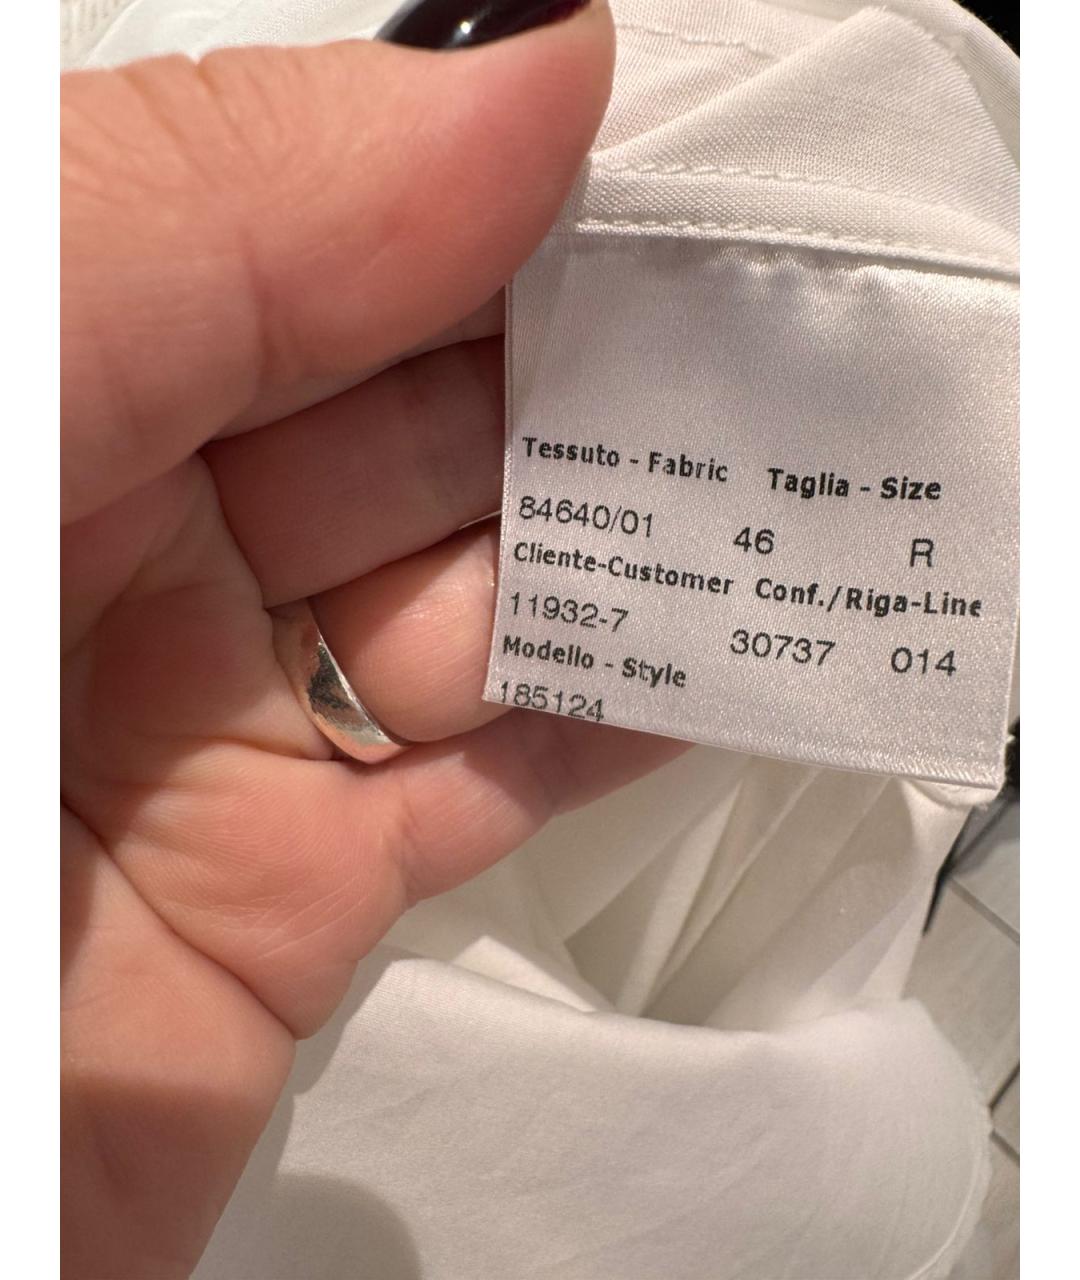 Tessuto - Fabric Taglia - Size
84640/01 46 R
Cliente-Customer Conf./Riga-Line
11932-7 30737 014
Modello - Style
185124